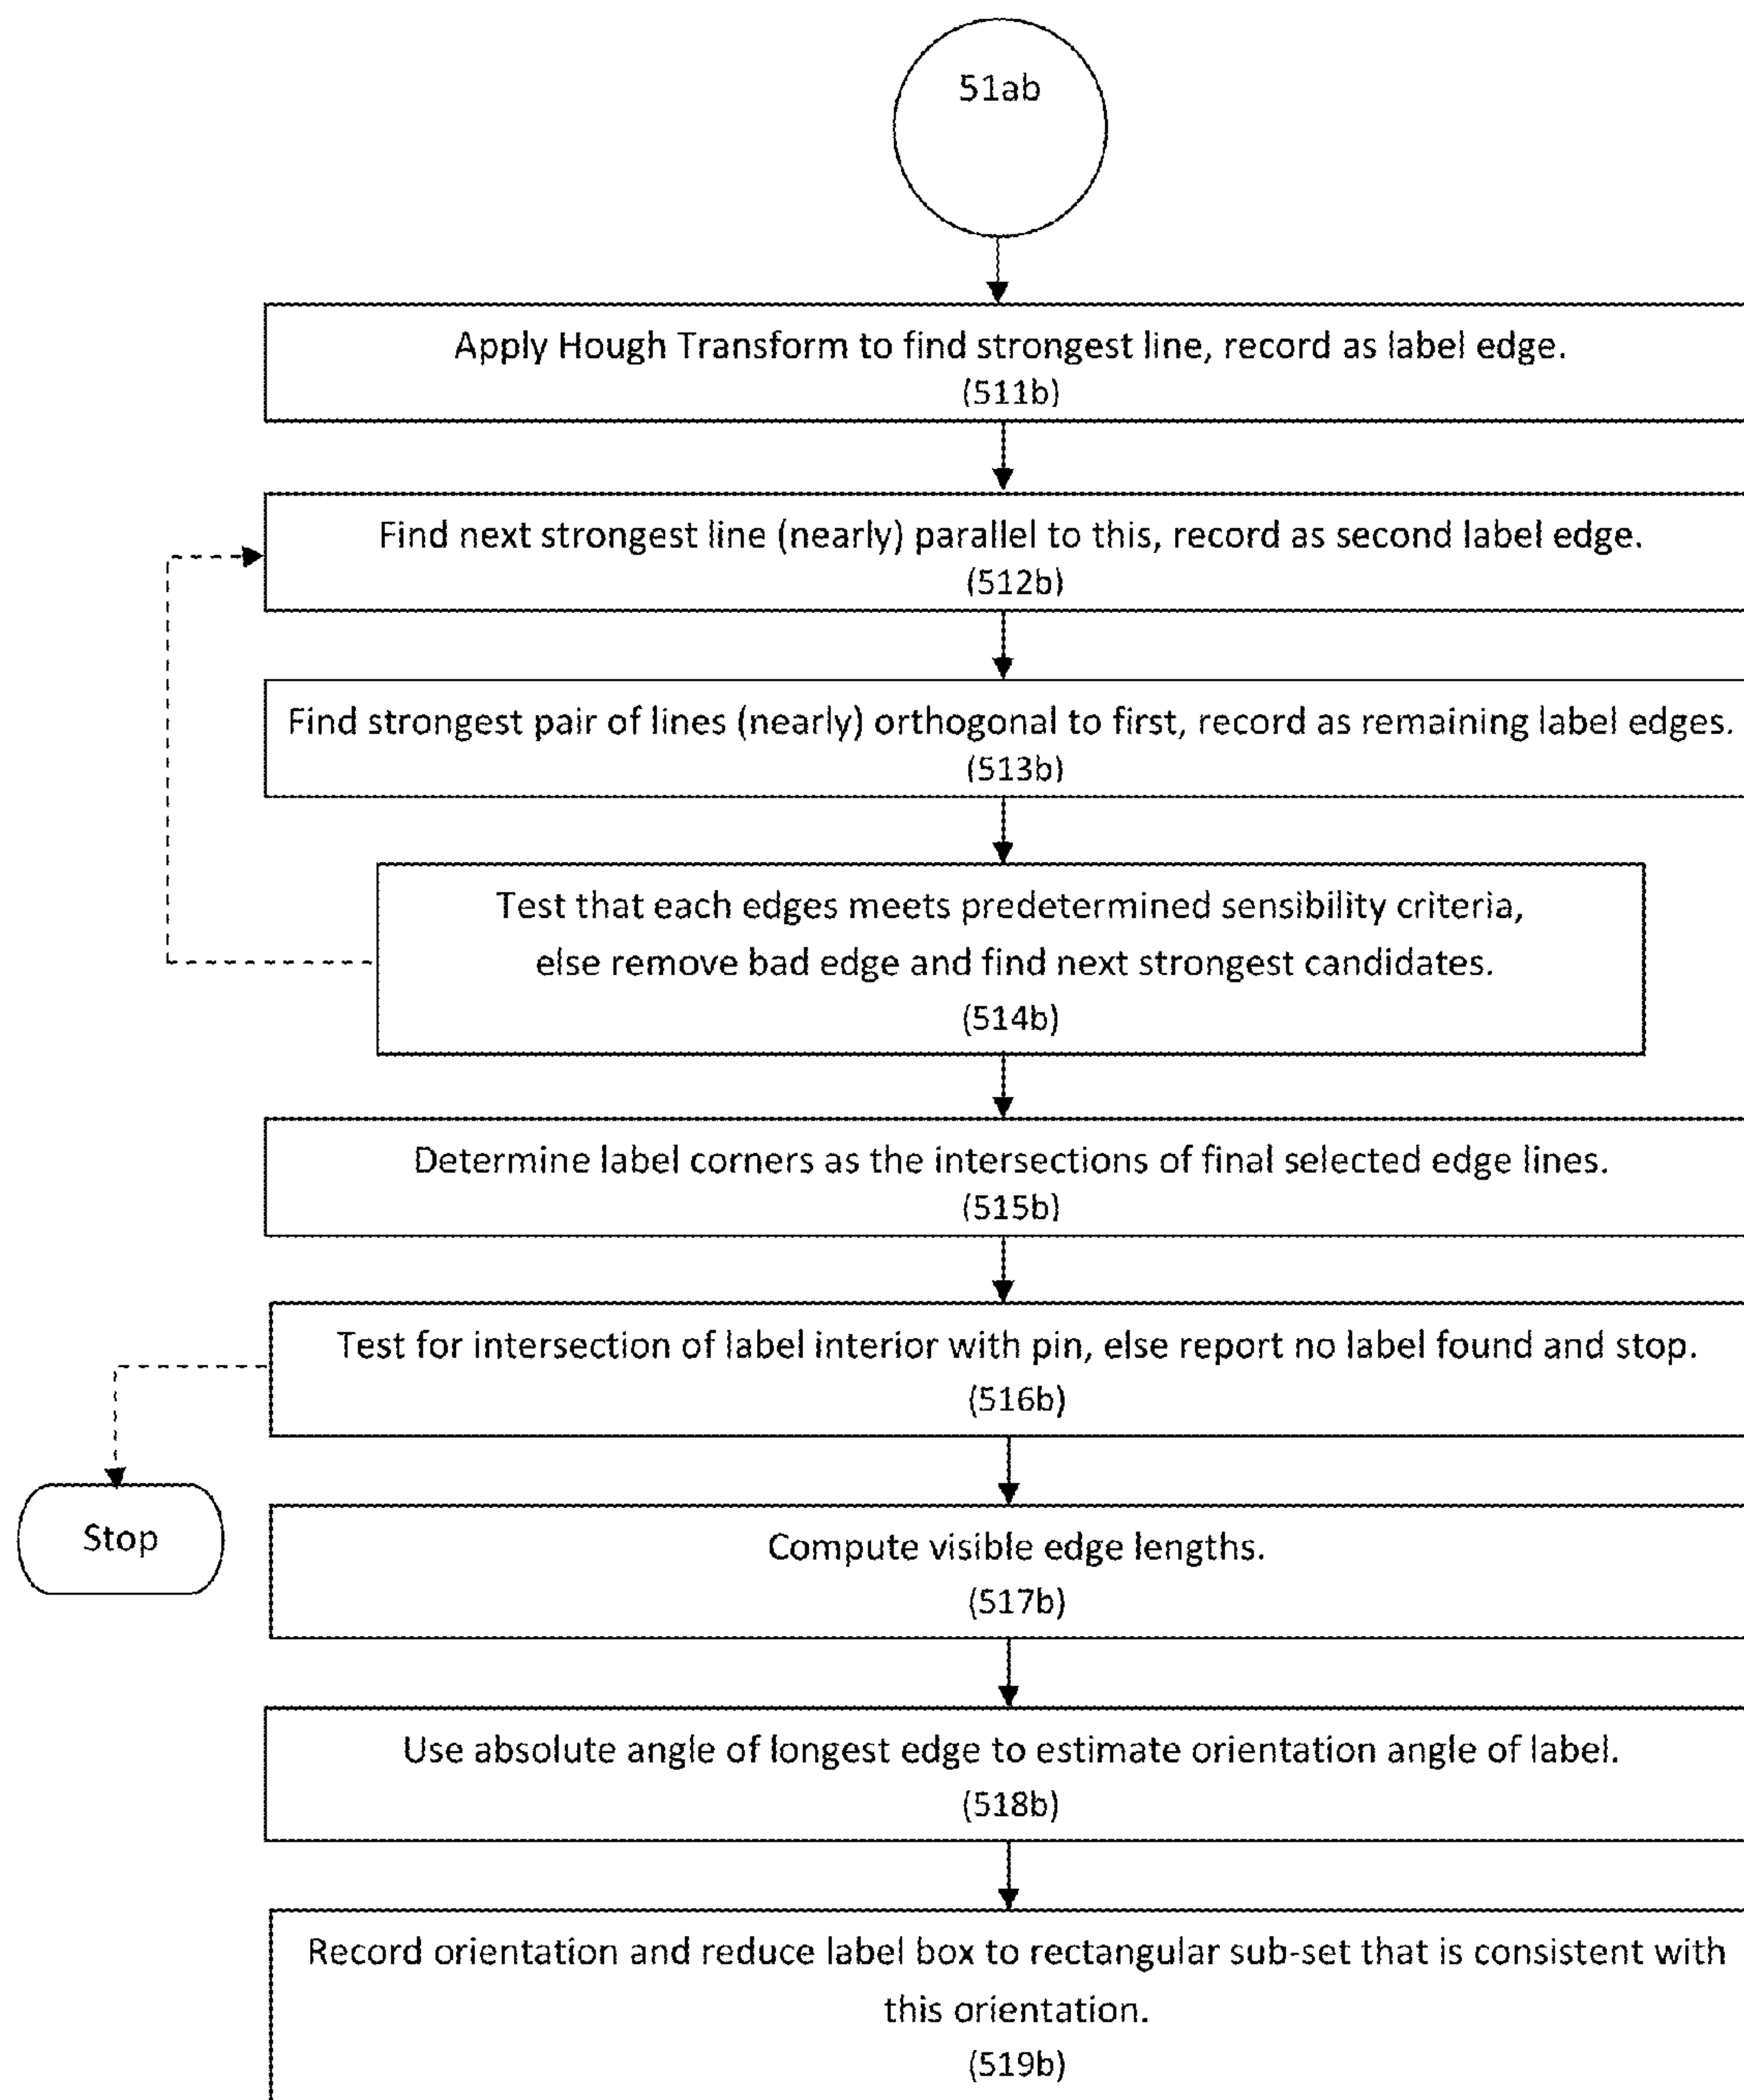 51ab
Apply Hough Transform to find strongest line, record as label edge.
(511b)
Find next strongest line (nearly) parallel to this, record as second label edge.
(512b)
Find strongest pair of lines (nearly) orthogonal to first, record as remaining label edges.
(513b)
Test that each edges meets predetermined sensibility criteria,
else remove bad edge and find next strongest candidates.
(514b)
Determine label corners as the intersections of final selected edge lines.
(515b)
Test for intersection of label interior with pin, else report no label found and stop.
(516b)
Stop
Compute visible edge lengths.
(517b)
Use absolute angle of longest edge to estimate orientation angle of label.
(518b)
Record orientation and reduce label box to rectangular sub-set that is consistent with
this orientation.
(519b)